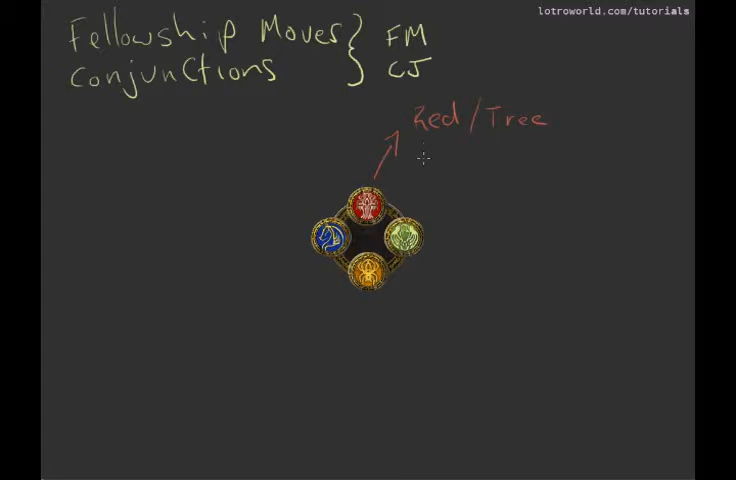 lotroworld.com/tutorials
Fellowship Moves } FM
Conjunctions } CJ
Red / Tree